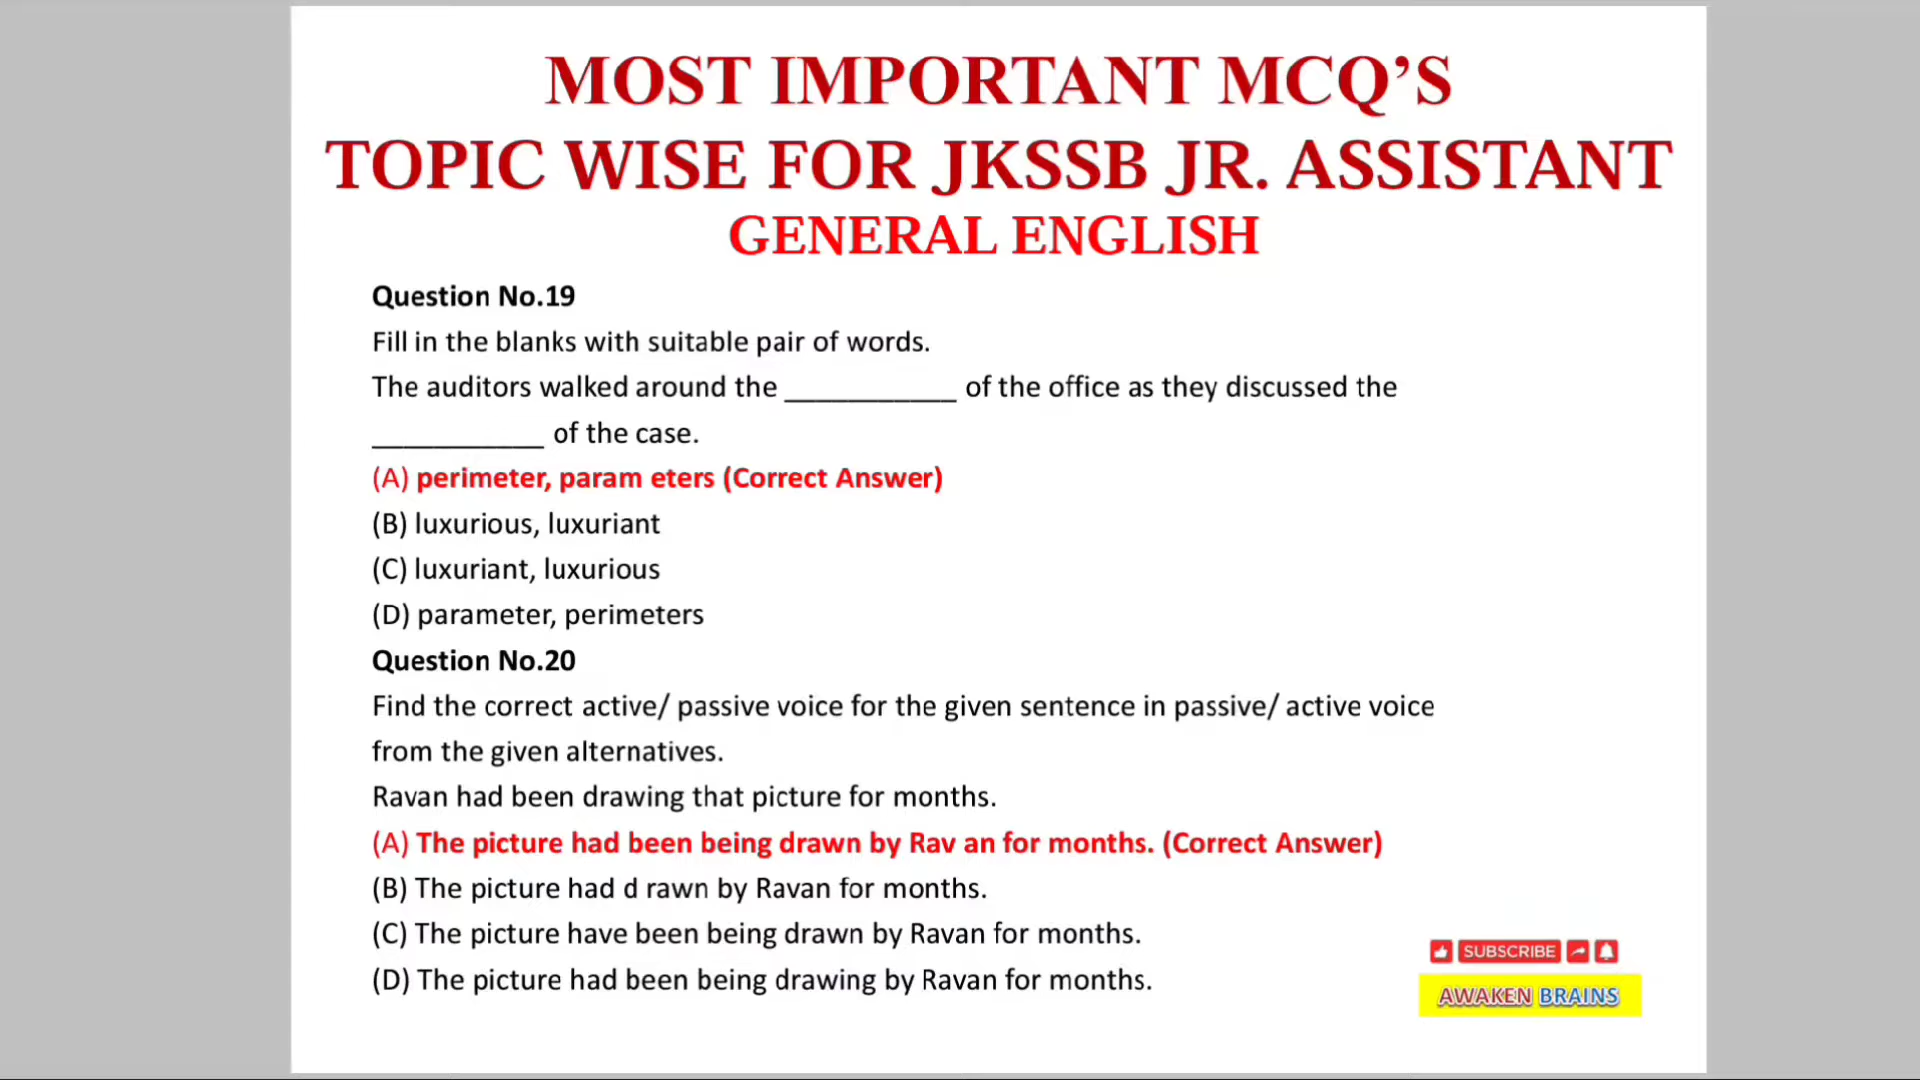 MOST IMPORTANT MCQ’S
TOPIC WISE FOR JKSSB JR. ASSISTANT
GENERAL ENGLISH
Question No.19
Fill in the blanks with suitable pair of words.
The auditors walked around the ___________ of the office as they discussed the
___________ of the case.
(A) perimeter, param eters (Correct Answer)
(B) luxurious, luxuriant
(C) luxuriant, luxurious
(D) parameter, perimeters
Question No.20
Find the correct active/ passive voice for the given sentence in passive/ active voice
from the given alternatives.
Ravan had been drawing that picture for months.
(A) The picture had been being drawn by Rav an for months. (Correct Answer)
(B) The picture had d rawn by Ravan for months.
(C) The picture have been being drawn by Ravan for months.
(D) The picture had been being drawing by Ravan for months.
SUBSCRIBE
AWAKEN BRAINS